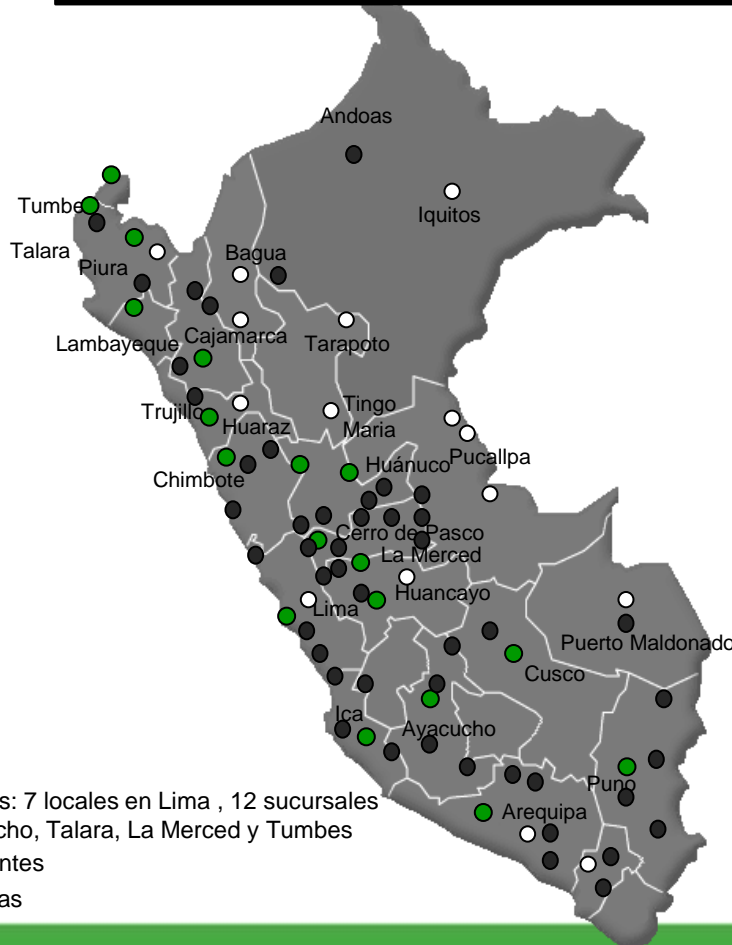 Andoas
Iquitos
Tumbe
Talara
Piura
Bagua
Lambayeque
Cajamarca
Tarapoto
Trujillo
Huaraz
Tingo
Maria
Chimbote
Huánuco
Pucallpa
Cerro de Pasco
La Merced
Huancayo
Lima
Puerto Maldonado
Cusco
Ica
Ayacucho
Puno
Arequipa
s: 7 locales en Lima , 12 sucursales
cho, Talara, La Merced y Tumbes
ntes
as